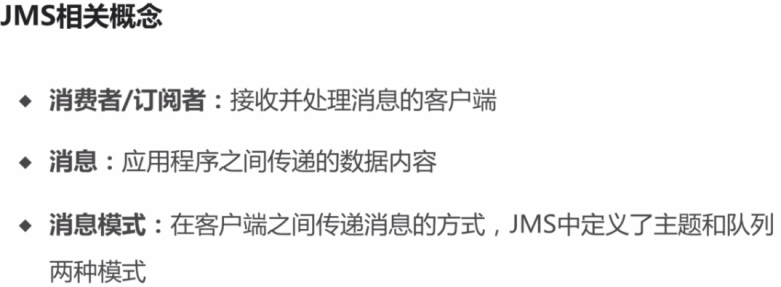 JMS相关概念
◆ 消费者/订阅者：接收并处理消息的客户端
◆ 消息：应用程序之间传递的数据内容
◆ 消息模式：在客户端之间传递消息的方式，JMS中定义了主题和队列
两种模式